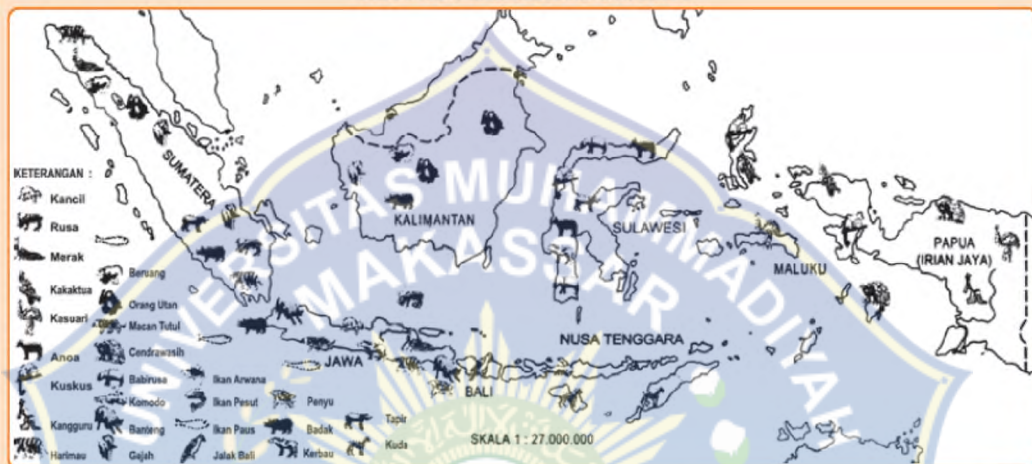 KETERANGAN :
Kancil
Rusa
Merak
Kakaktua
Kasuari
Anoa
Kuskus
Kangguru
Harimau
Beruang
Orang Utan
Macan Tutul
Cendrawasih
Babirusa
Komodo
Banteng
Gajah
Ikan Arwana
Ikan Pesut
Ikan Paus
Jalak Bali
Penyu
Badak
Kerbau
Tapir
Kuda
SUMATERA
KALIMANTAN
SULAWESI
MALUKU
PAPUA
(IRIAN JAYA)
JAWA
BALI
NUSA TENGGARA
SKALA 1 : 27.000.000
UNIVERSITAS MUHAMMADIYAH
MAKASSAR